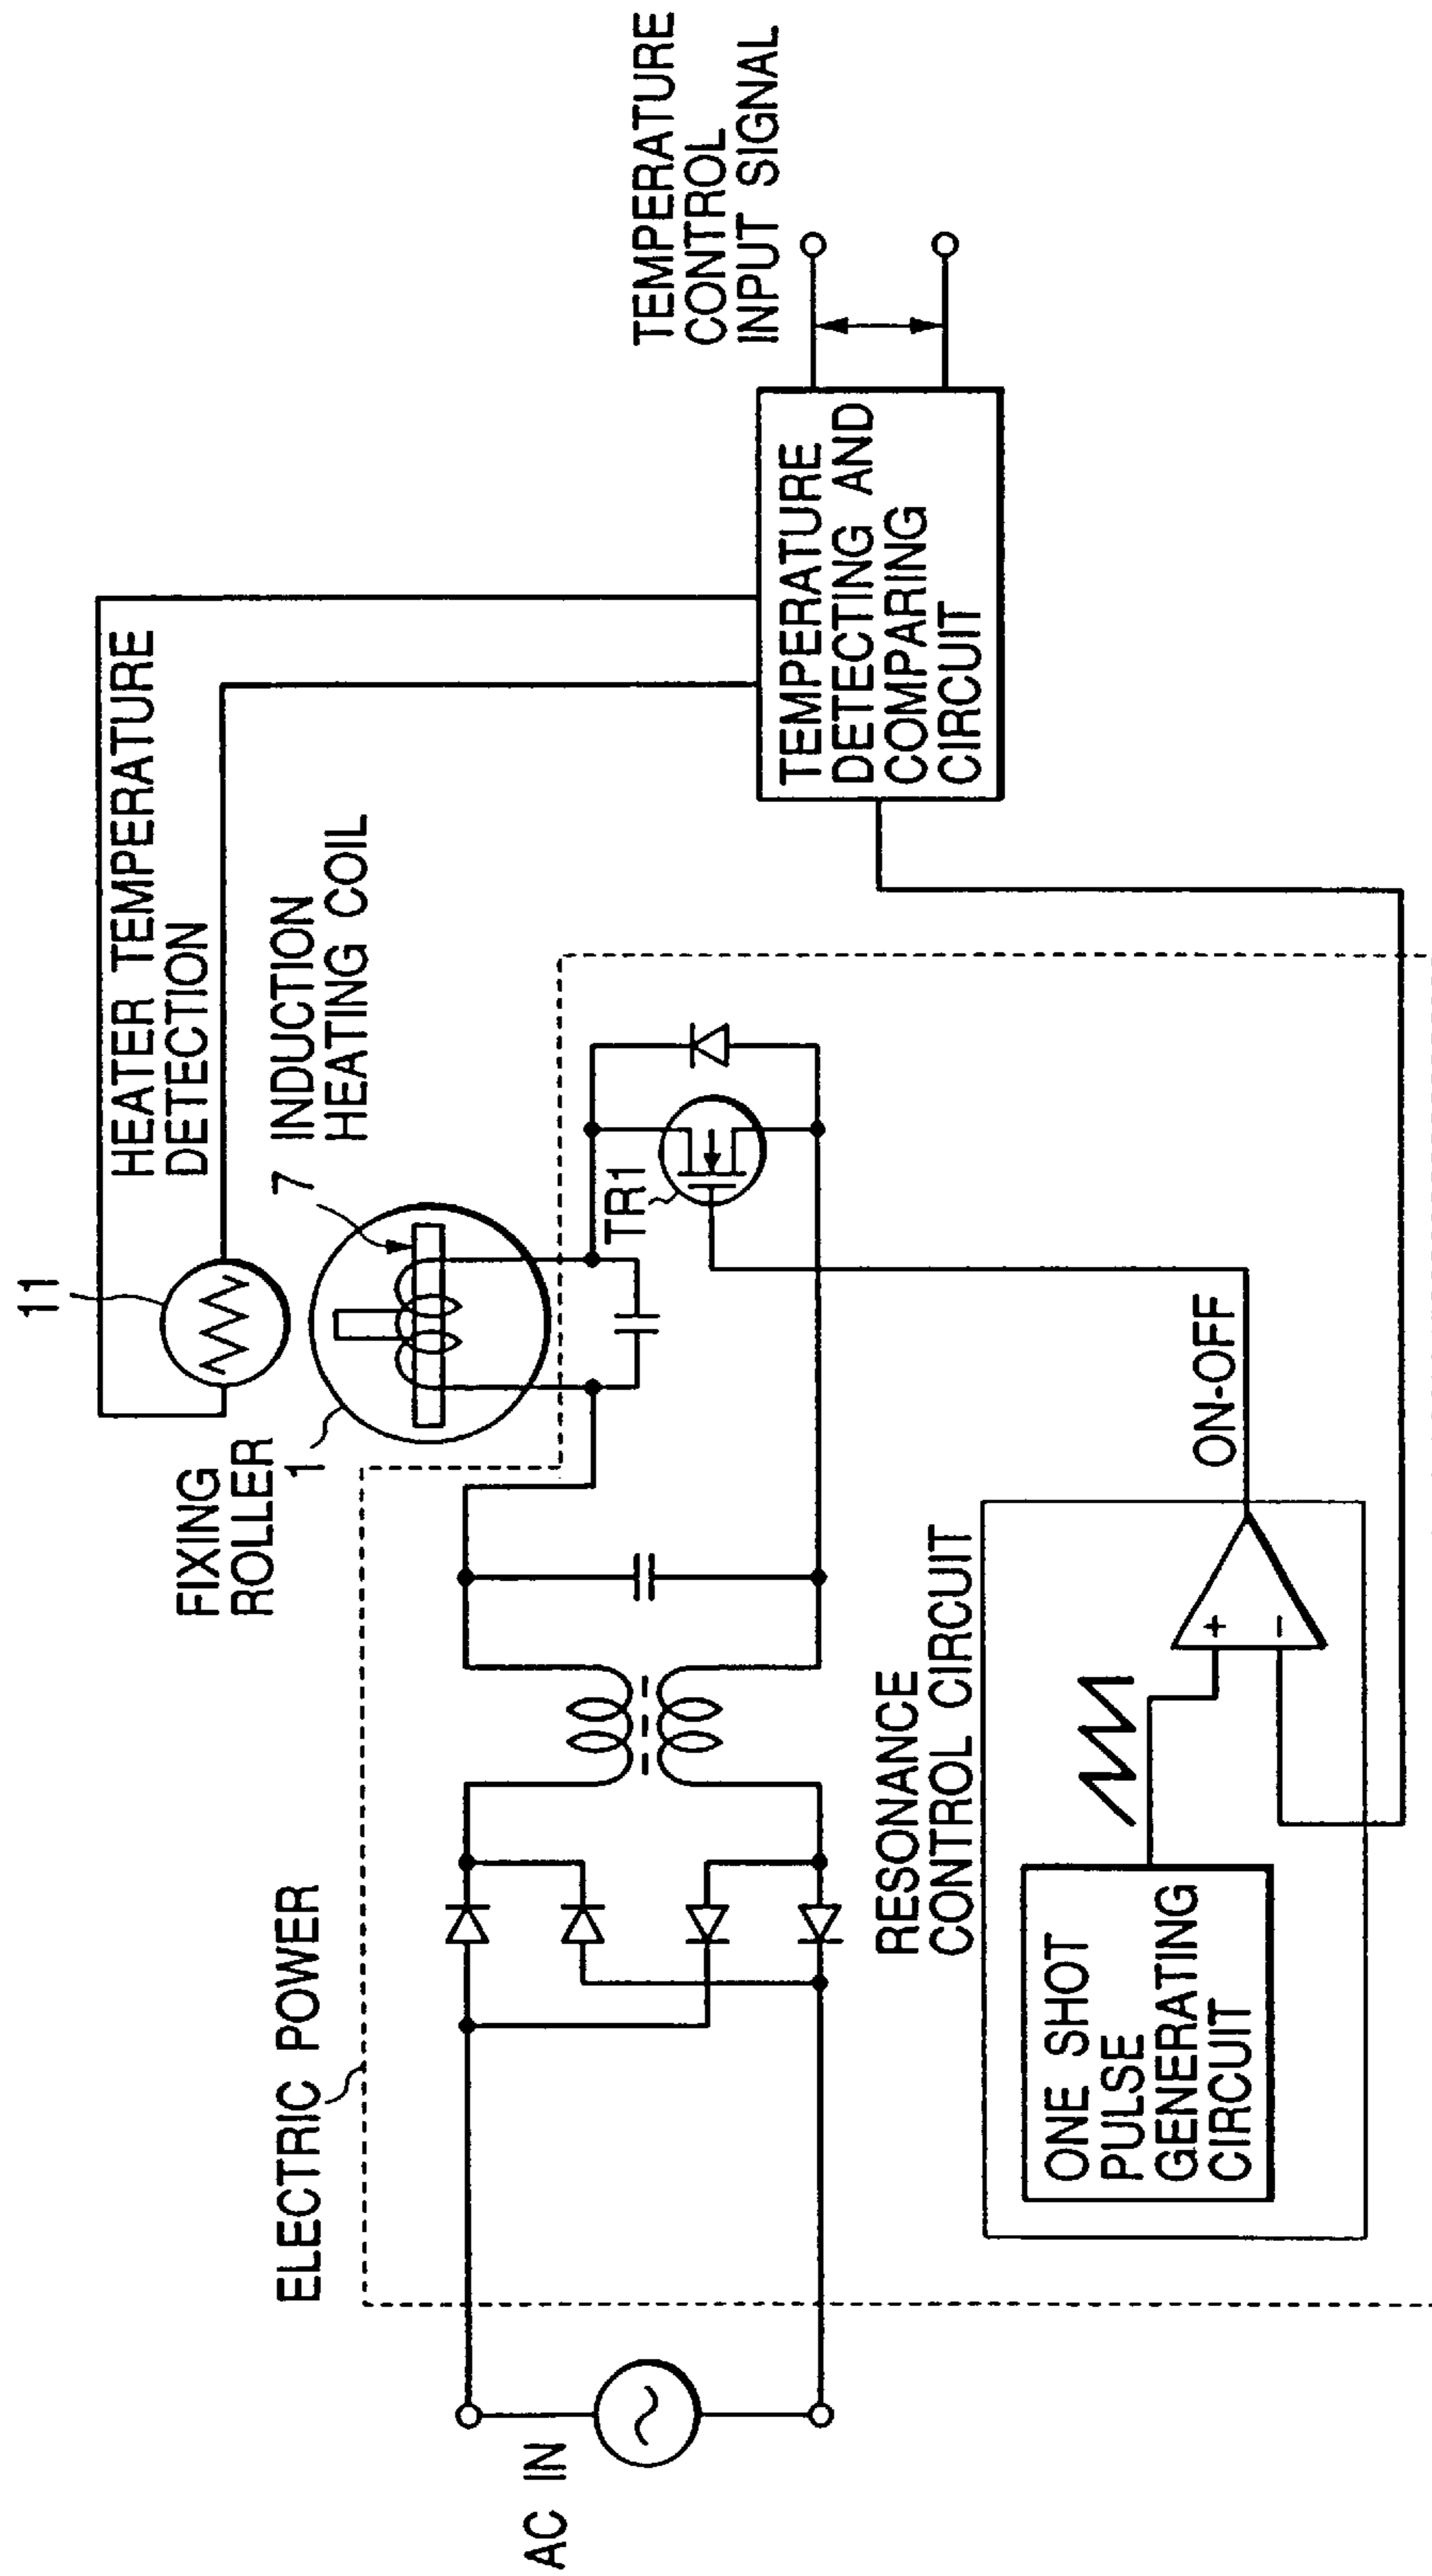 11
HEATER TEMPERATURE
DETECTION
FIXING
ROLLER
1
7 INDUCTION
HEATING COIL
ELECTRIC POWER
TR1
TEMPERATURE
CONTROL
INPUT SIGNAL
AC IN
TEMPERATURE
DETECTING AND
COMPARING
CIRCUIT
RESONANCE
CONTROL CIRCUIT
ON-OFF
ONE SHOT
PULSE
GENERATING
CIRCUIT
+
−